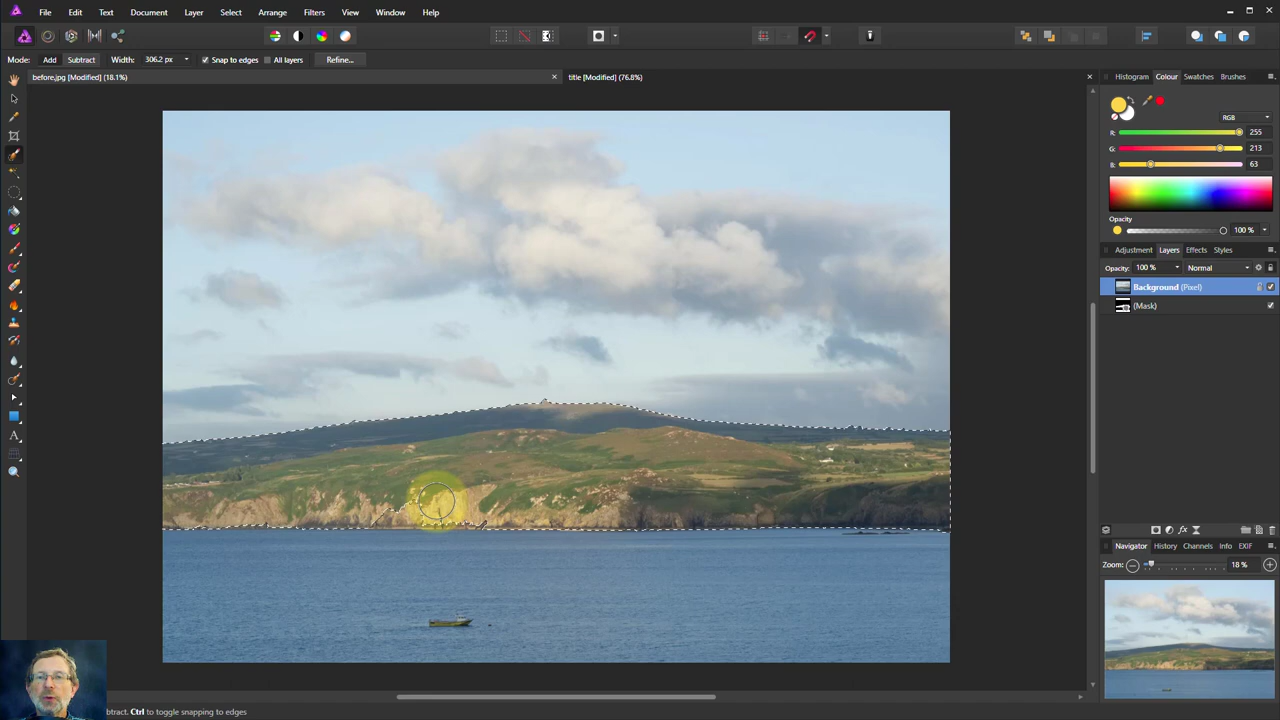 File Edit Text Document Layer Select Arrange Filters View Window Help
Mode: Add Subtract Width: 306.2 px Snap to edges All layers Refine...
before.jpg [Modified] (18.1%)
title [Modified] (76.8%)
Histogram Colour Swatches Brushes
RGB
R: 255
G: 213
B: 63
Opacity
100 %
Adjustment Layers Effects Styles
Opacity: 100 % Normal
Background (Pixel)
(Mask)
fx
Navigator History Channels Info EXIF
Zoom: 18 %
btract. Ctrl to toggle snapping to edges